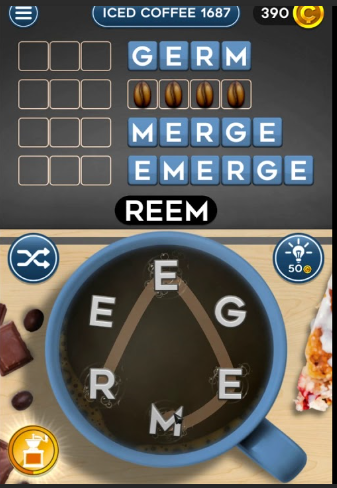 ICED COFFEE 1687
390
GERM
MERGE
EMERGE
REEM
E
E G
50
R E
M